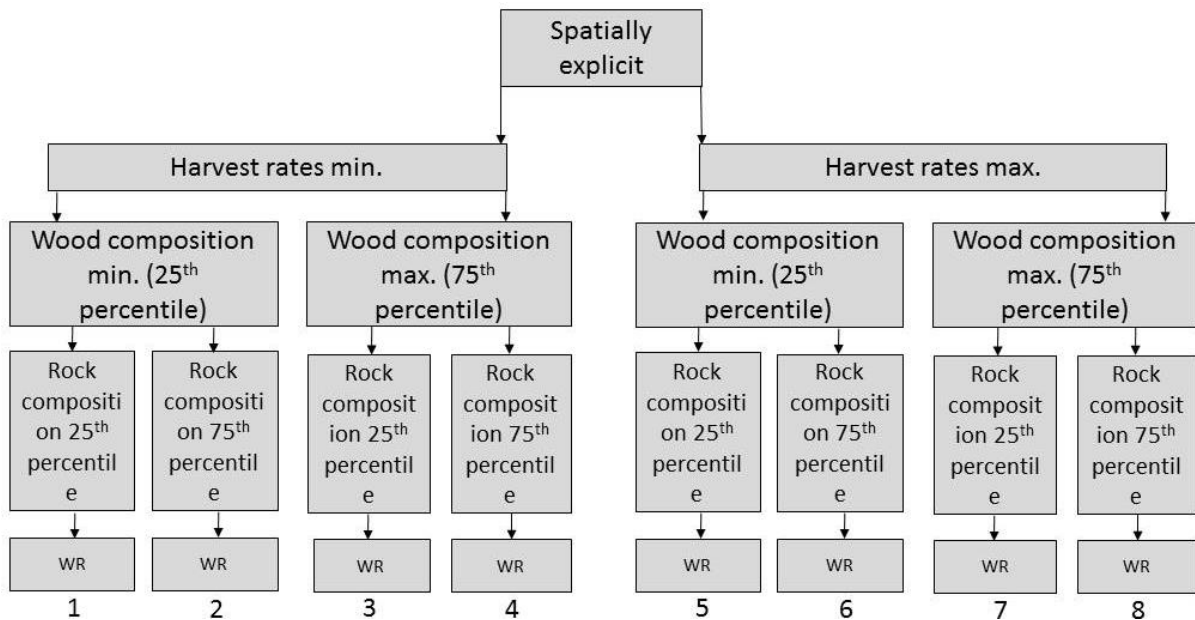 Spatially
explicit
Harvest rates min.
Harvest rates max.
Wood composition
min. (25th
percentile)
Wood composition
max. (75th
percentile)
Wood composition
min. (25th
percentile)
Wood composition
max. (75th
percentile)
Rock
compositi
on 25th
percentil
e
Rock
compositi
on 75th
percentil
e
Rock
composit
ion 25th
percentil
e
Rock
composit
ion 75th
percentil
e
Rock
compositi
on 25th
percentil
e
Rock
compositi
on 75th
percentil
e
Rock
composit
ion 25th
percentil
e
Rock
composit
ion 75th
percentil
e
WR
WR
WR
WR
WR
WR
WR
WR
1 2 3 4 5 6 7 8